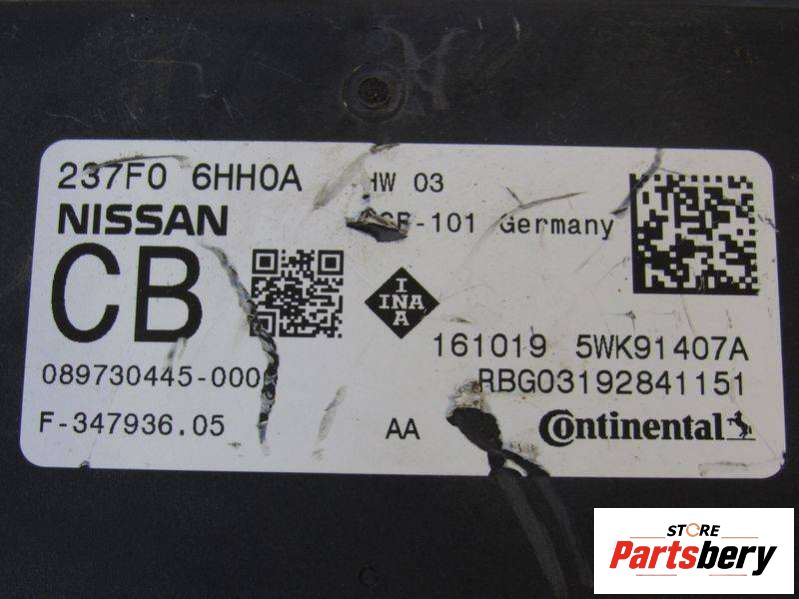 237F0 6HH0A HW 03
NISSAN -101 Germany
CB
INA
161019 5WK91407A
089730445-000 RBG03192841151
F-347936.05 AA Continental
STORE
Partsbery